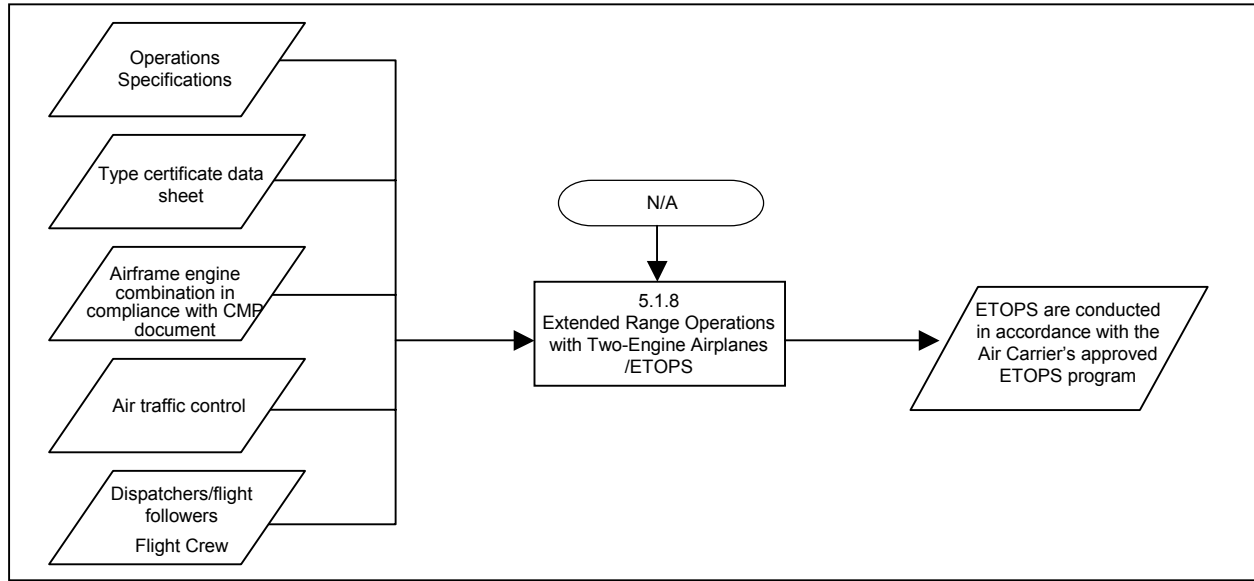 Operations
Specifications
Type certificate data
sheet
Airframe engine
combination in
compliance with CMP
document
Air traffic control
Dispatchers/flight
followers
Flight Crew
N/A
5.1.8
Extended Range Operations
with Two-Engine Airplanes
/ETOPS
ETOPS are conducted
in accordance with the
Air Carrier's approved
ETOPS program